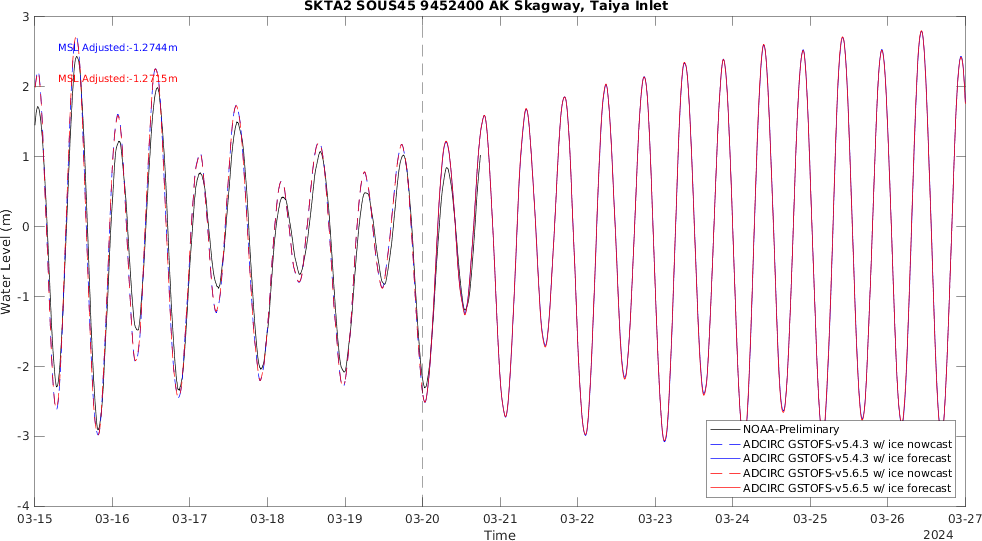 SKTA2 SOUS45 9452400 AK Skagway, Taiya Inlet
3
2
1
0
-1
-2
-3
-4
Water Level (m)
MSL Adjusted:-1.2744m
MSL Adjusted:-1.2715m
NOAA-Preliminary
ADCIRC GSTOFS-v5.4.3 w/ ice nowcast
ADCIRC GSTOFS-v5.4.3 w/ ice forecast
ADCIRC GSTOFS-v5.6.5 w/ ice nowcast
ADCIRC GSTOFS-v5.6.5 w/ ice forecast
03-15 03-16 03-17 03-18 03-19 03-20 03-21 03-22 03-23 03-24 03-25 03-26 03-27
Time
2024